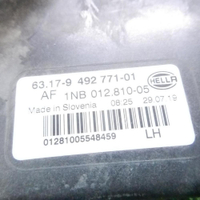 63.17-9 492 771-01
HELLA
AF 1NB 012.810-05
Made in Slovenia 06:25 29.07.19
01281005548459 LH